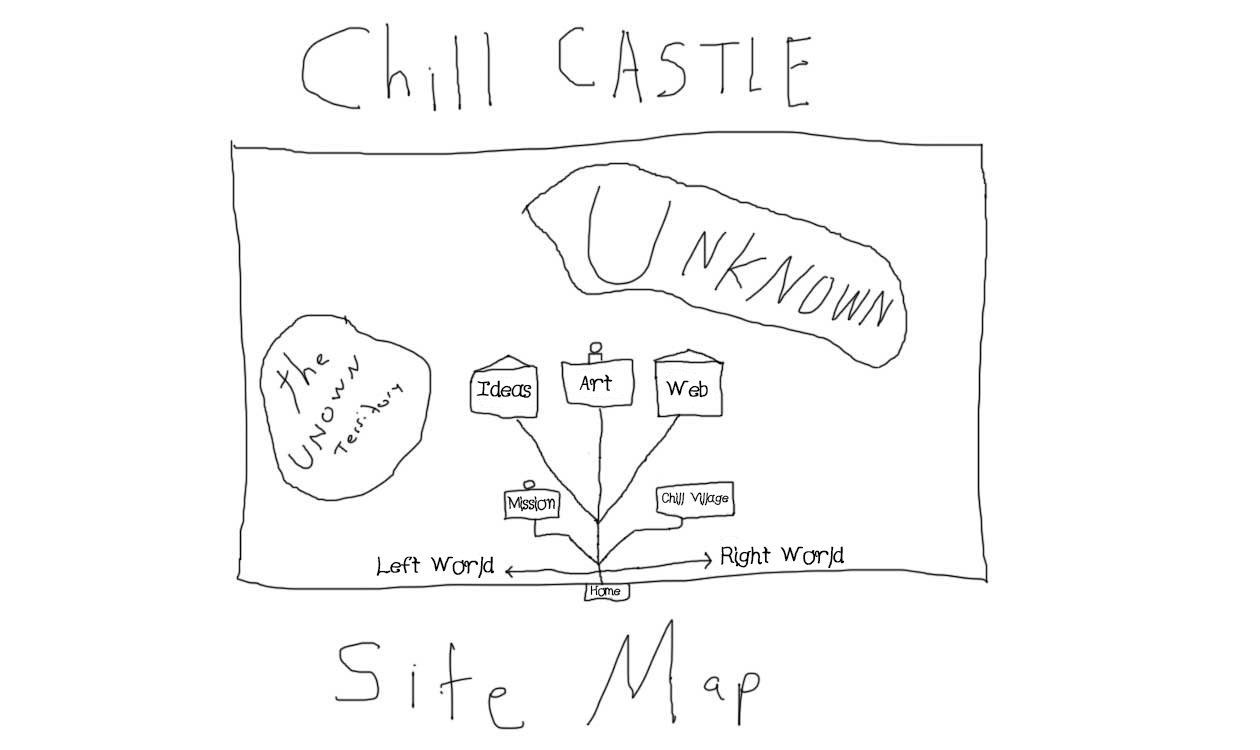 Chill CASTLE
UNKNOWN
the
UNOWN
Territory
Ideas
Art
Web
Mission
Chill Village
Left World
Right World
Home
Site Map